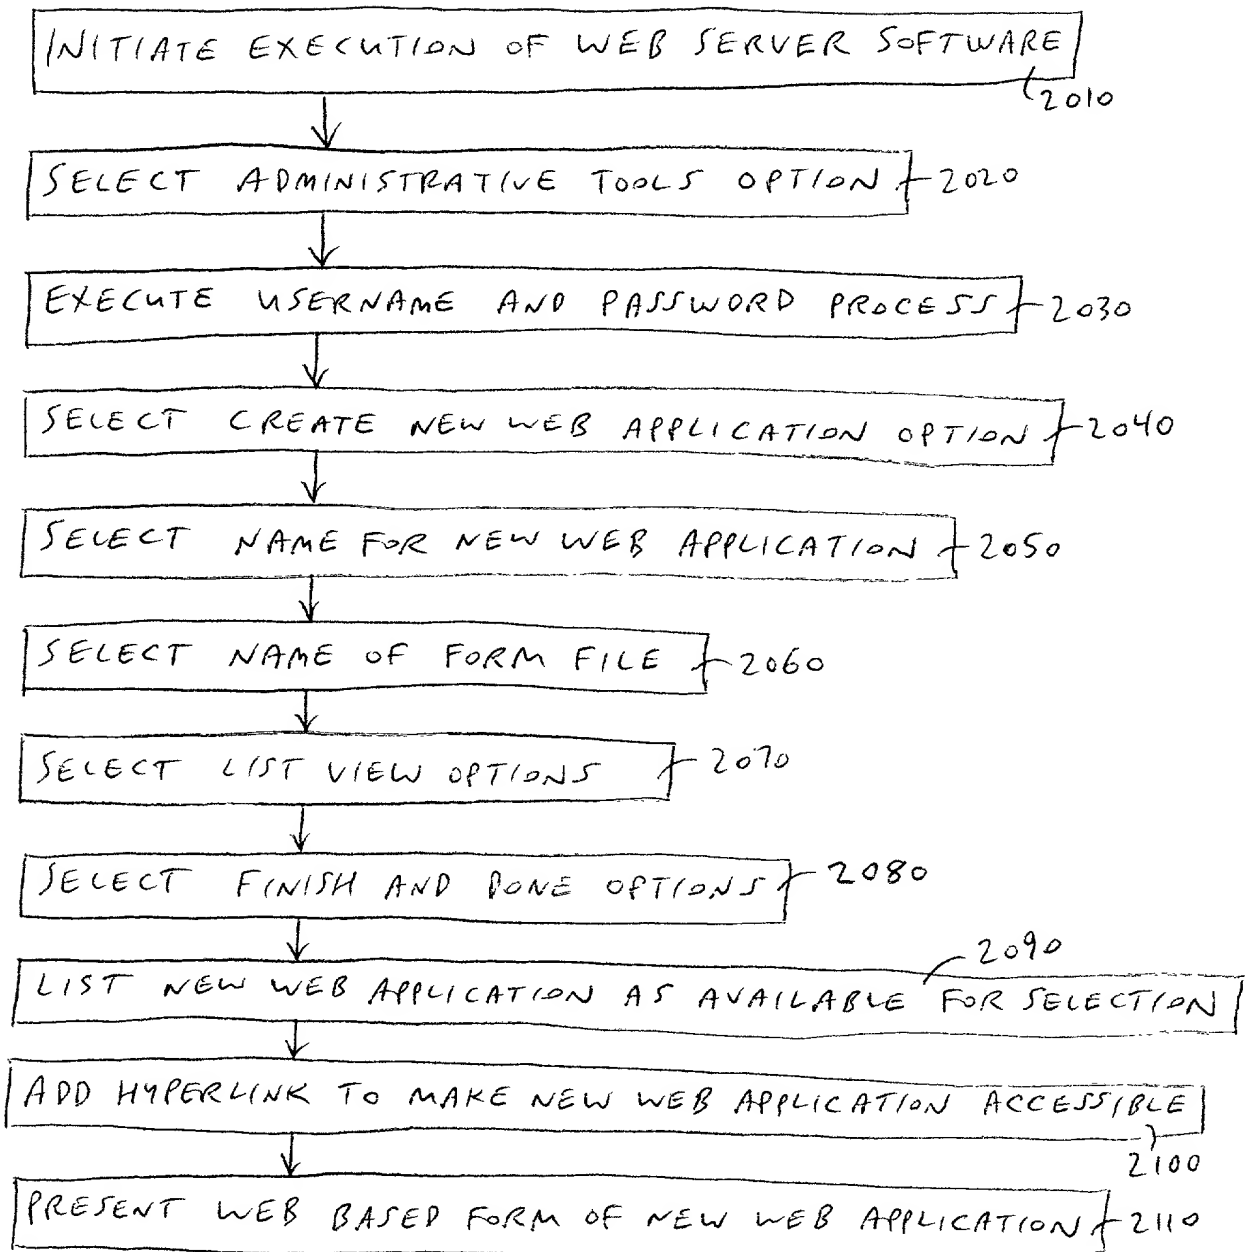 INITIATE EXECUTION OF WEB SERVER SOFTWARE
2010
SELECT ADMINISTRATIVE TOOLS OPTION 2020
EXECUTE USERNAME AND PASSWORD PROCESS 2030
SELECT CREATE NEW WEB APPLICATION OPTION 2040
SELECT NAME FOR NEW WEB APPLICATION 2050
SELECT NAME OF FORM FILE 2060
SELECT LIST VIEW OPTIONS 2070
SELECT FINISH AND DONE OPTIONS 2080
2090
LIST NEW WEB APPLICATION AS AVAILABLE FOR SELECTION
ADD HYPERLINK TO MAKE NEW WEB APPLICATION ACCESSIBLE
2100
PRESENT WEB BASED FORM OF NEW WEB APPLICATION 2110